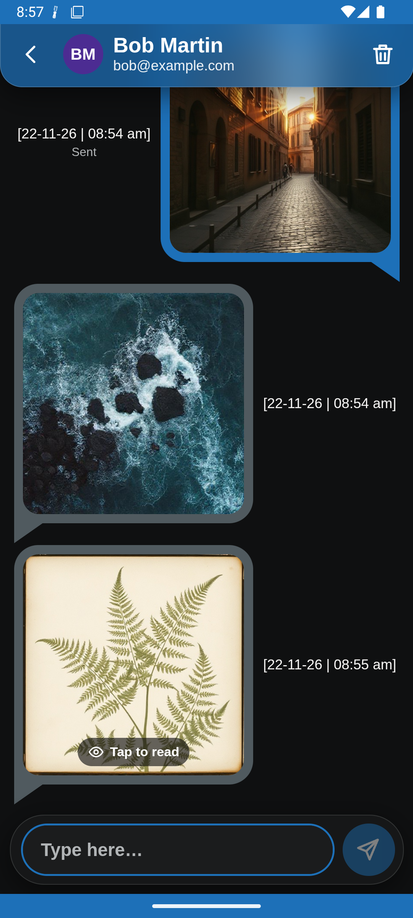 8:57
BM
Bob Martin
bob@example.com
[22-11-26 | 08:54 am]
Sent
[22-11-26 | 08:54 am]
[22-11-26 | 08:55 am]
Tap to read
Type here…